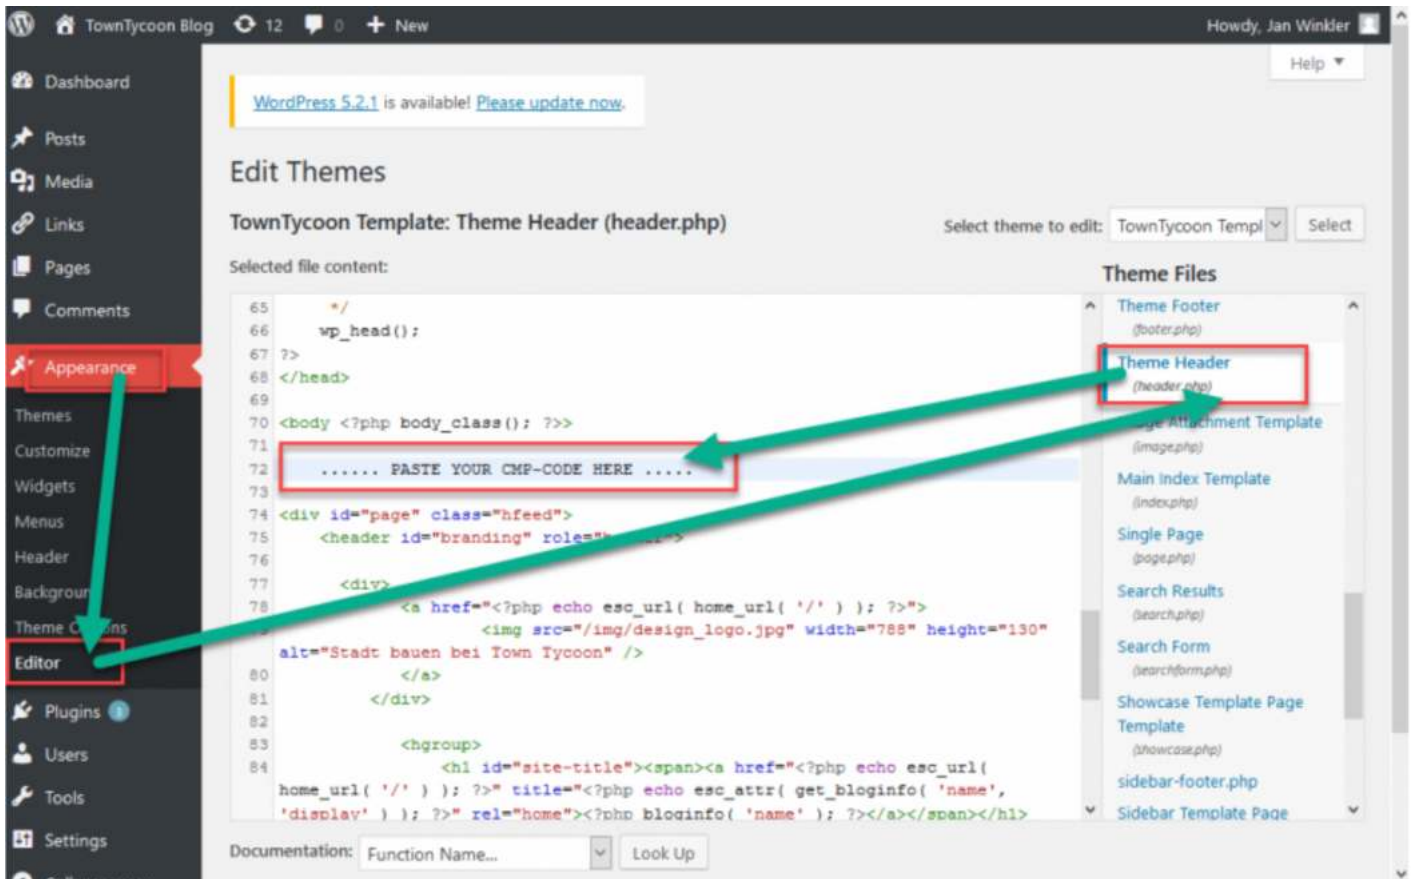 TownTycoon Blog 12 0 New Howdy, Jan Winkler
Help
Dashboard
Posts
Media
Links
Pages
Comments
Appearance
Themes
Customize
Widgets
Menus
Header
Theme
Editor
Plugins
Users
Tools
Settings
WordPress 5.2.1 is available! Please update now.
Edit Themes
TownTycoon Template: Theme Header (header.php)
Select theme to edit: TownTycoon Templ Select
Selected file content:
65 */
66 wp_head();
67 ?>
68 </head>
69
70 <body <?php body_class(); ?>>
71
72 ...... PASTE YOUR CMP-CODE HERE .....
73
74 <div id="page" class="hfeed">
75 <header id="branding"
76
77 <div>
78 <a href="<?php echo esc_url( home_url( '/' ) ); ?>">
<img src="/img/design_logo.jpg" width="788" height="130"
alt="Stadt bauen bei Town Tycoon" />
80 </a>
81 </div>
82
83 <hgroup>
84 <h1 id="site-title"><span><a href="<?php echo esc_url(
home_url( '/' ) ); ?>" title="<?php echo esc_attr( get_bloginfo( 'name',
'display' ) ); ?>" rel="home"><?php bloginfo( 'name' ); ?></a></span></h1>
Theme Files
Theme Footer
(footer.php)
Theme Header
(header.php)
Attachment Template
(image.php)
Main Index Template
(index.php)
Single Page
(page.php)
Search Results
(search.php)
Search Form
(searchform.php)
Showcase Template Page
Template
(showcase.php)
sidebar-footer.php
Sidebar Template Page
Documentation: Function Name... Look Up